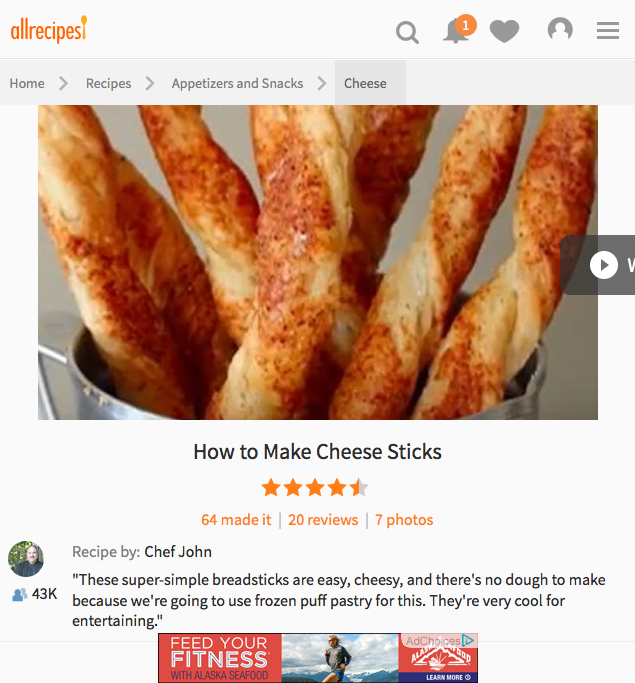 allrecipes
1
Home Recipes Appetizers and Snacks Cheese
W
How to Make Cheese Sticks
64 made it | 20 reviews | 7 photos
Recipe by: Chef John
43K
"These super-simple breadsticks are easy, cheesy, and there's no dough to make
because we're going to use frozen puff pastry for this. They're very cool for
entertaining."
FEED YOUR
FITNESS
WITH ALASKA SEAFOOD
AdChoices
LEARN MORE